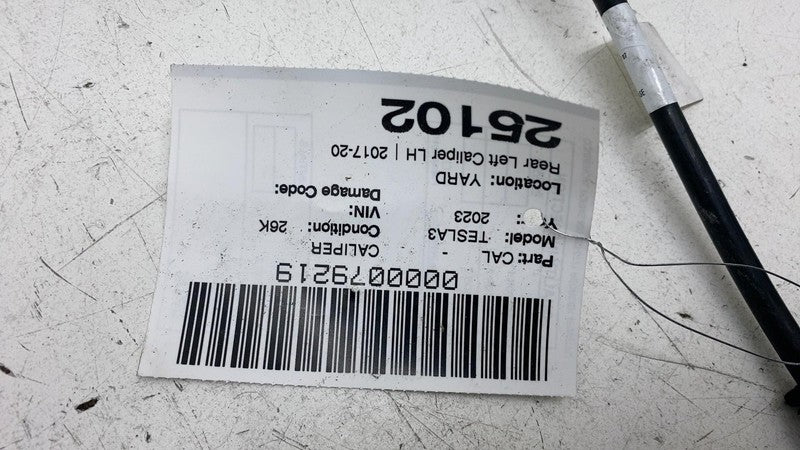 0000079219
Part: CAL - CALIPER
Model: TESLA3 Condition: 26K
2023 VIN:
Location: YARD Damage Code:
Rear Left Caliper LH | 2017-20
25102